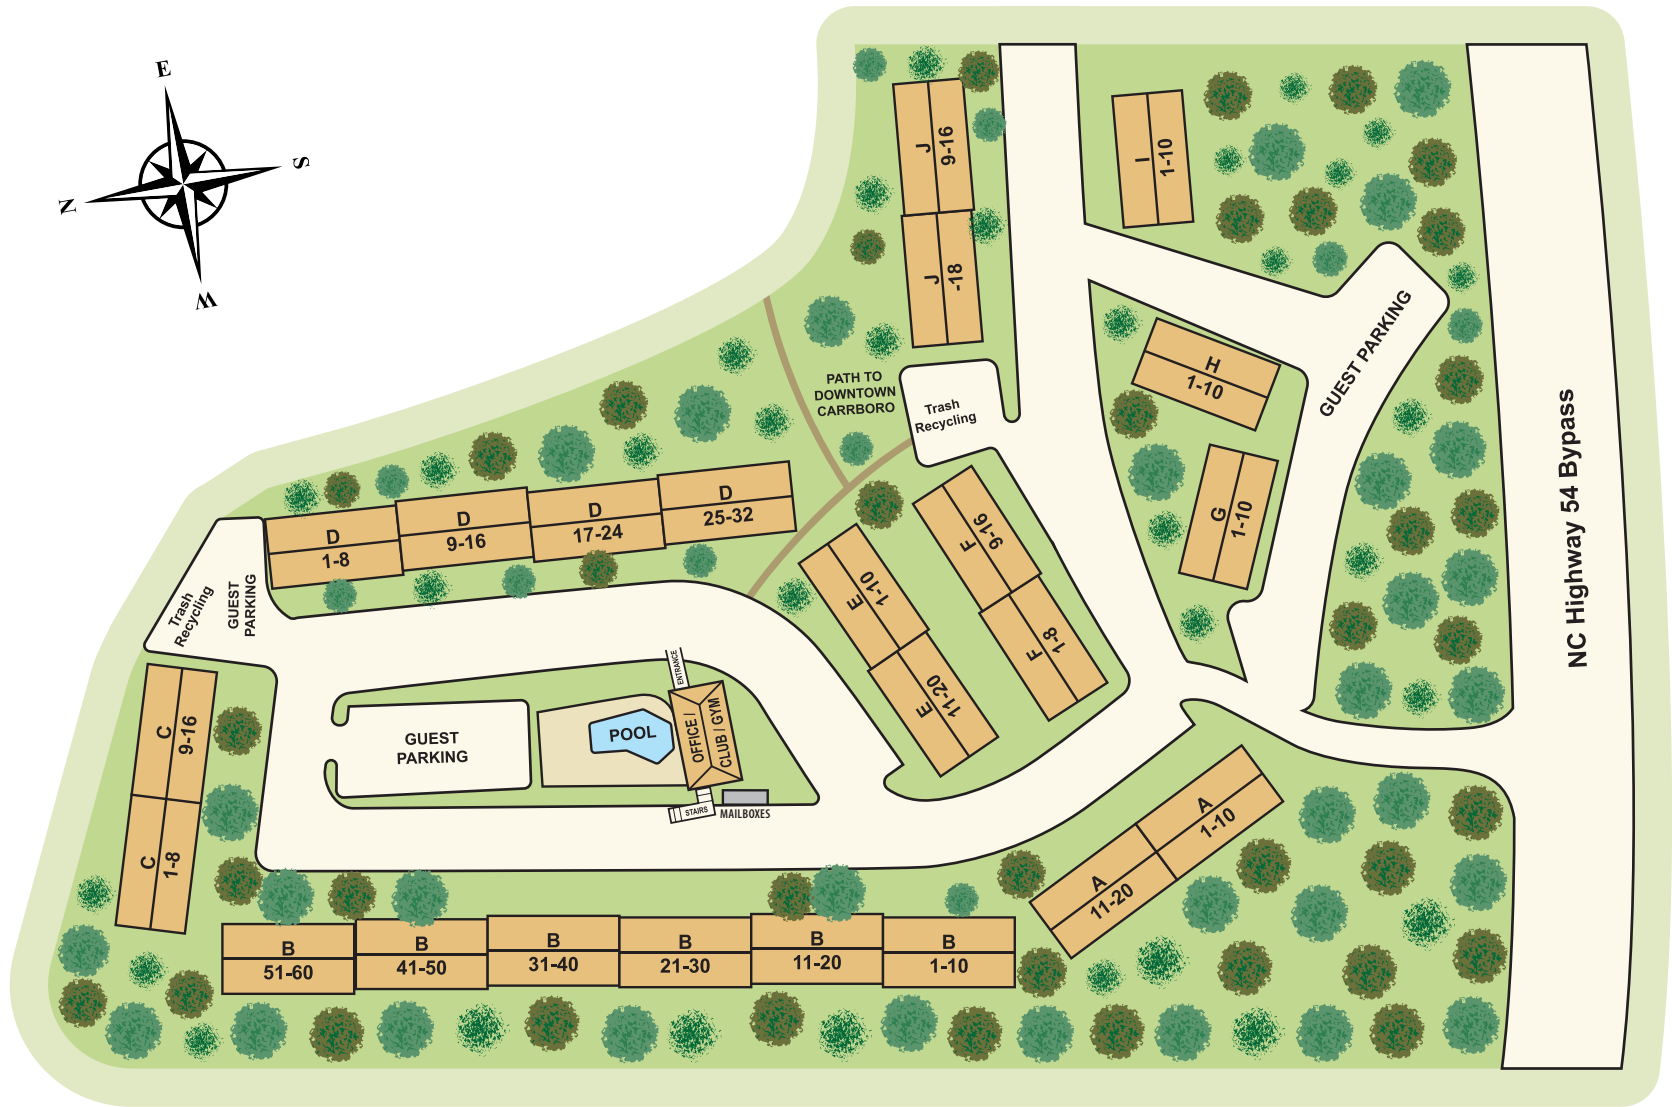 E
S
N
W
J
9-16
J
-18
I
1-10
H
1-10
G
1-10
GUEST PARKING
NC Highway 54 Bypass
PATH TO
DOWNTOWN
CARRBORO
Trash
Recycling
D
1-8
D
9-16
D
17-24
D
25-32
Trash
Recycling
GUEST
PARKING
E
1-10
E
11-20
F
9-16
F
1-8
C
9-16
C
1-8
GUEST
PARKING
POOL
ENTRANCE
OFFICE /
CLUB / GYM
STAIRS
MAILBOXES
A
1-10
A
11-20
B
51-60
B
41-50
B
31-40
B
21-30
B
11-20
B
1-10